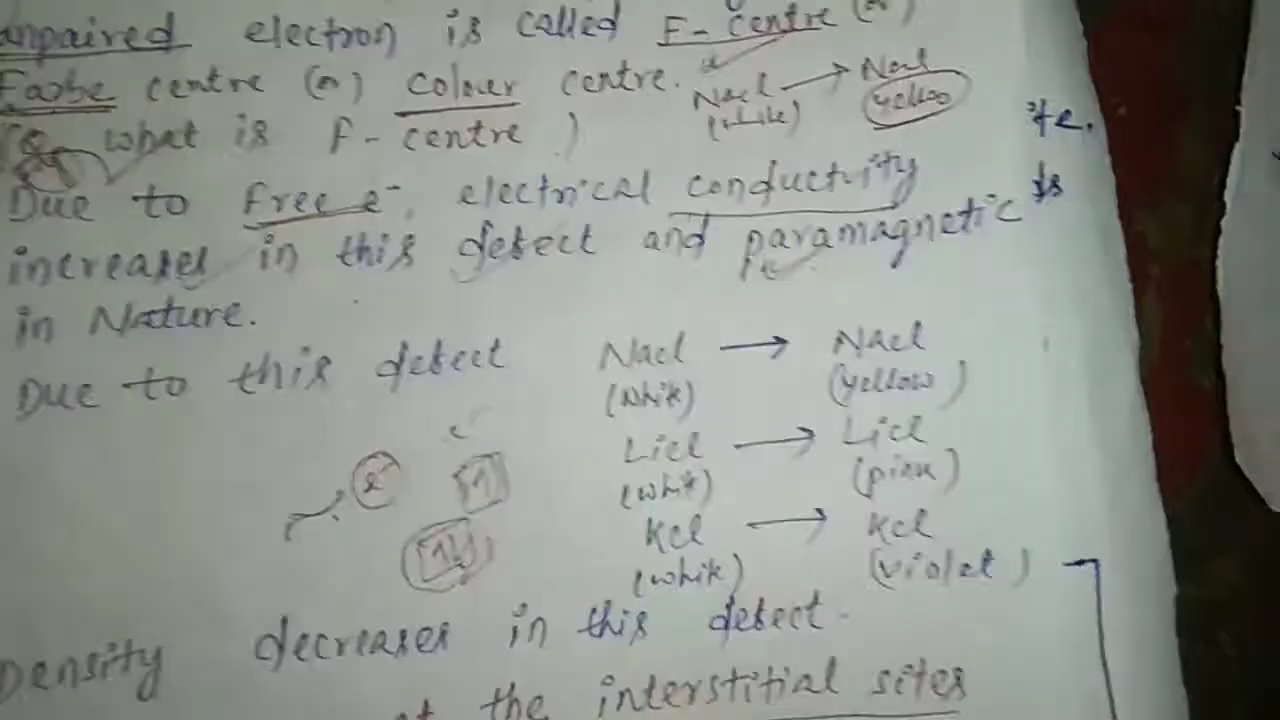 unpaired electron is called F-centre (or)
Farbe centre (or) colour centre.
Nacl → Nacl
(white) (yellow)
(Q what is F-centre)
Due to free e⁻, electrical conductivity
increases in this defect and paramagnetic
in Nature.
Due to this defect Nacl → Nacl
(white) (yellow)
Licl → Licl
(white) (pink)
Kcl → Kcl
(white) (violet)
Density decreases in this defect.
at the interstitial sites